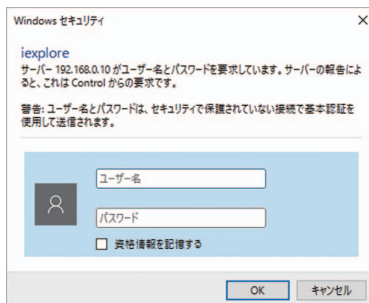 Windows セキュリティ
iexplore
サーバー 192.168.0.10 がユーザー名とパスワードを要求しています。サーバーの報告によ
ると、これは Control からの要求です。
警告: ユーザー名とパスワードは、セキュリティで保護されていない接続で基本認証を
使用して送信されます。
ユーザー名
パスワード
資格情報を記憶する
OK
キャンセル